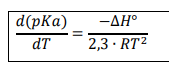 d(pKa)/dT = −ΔH°/2,3 · RT²